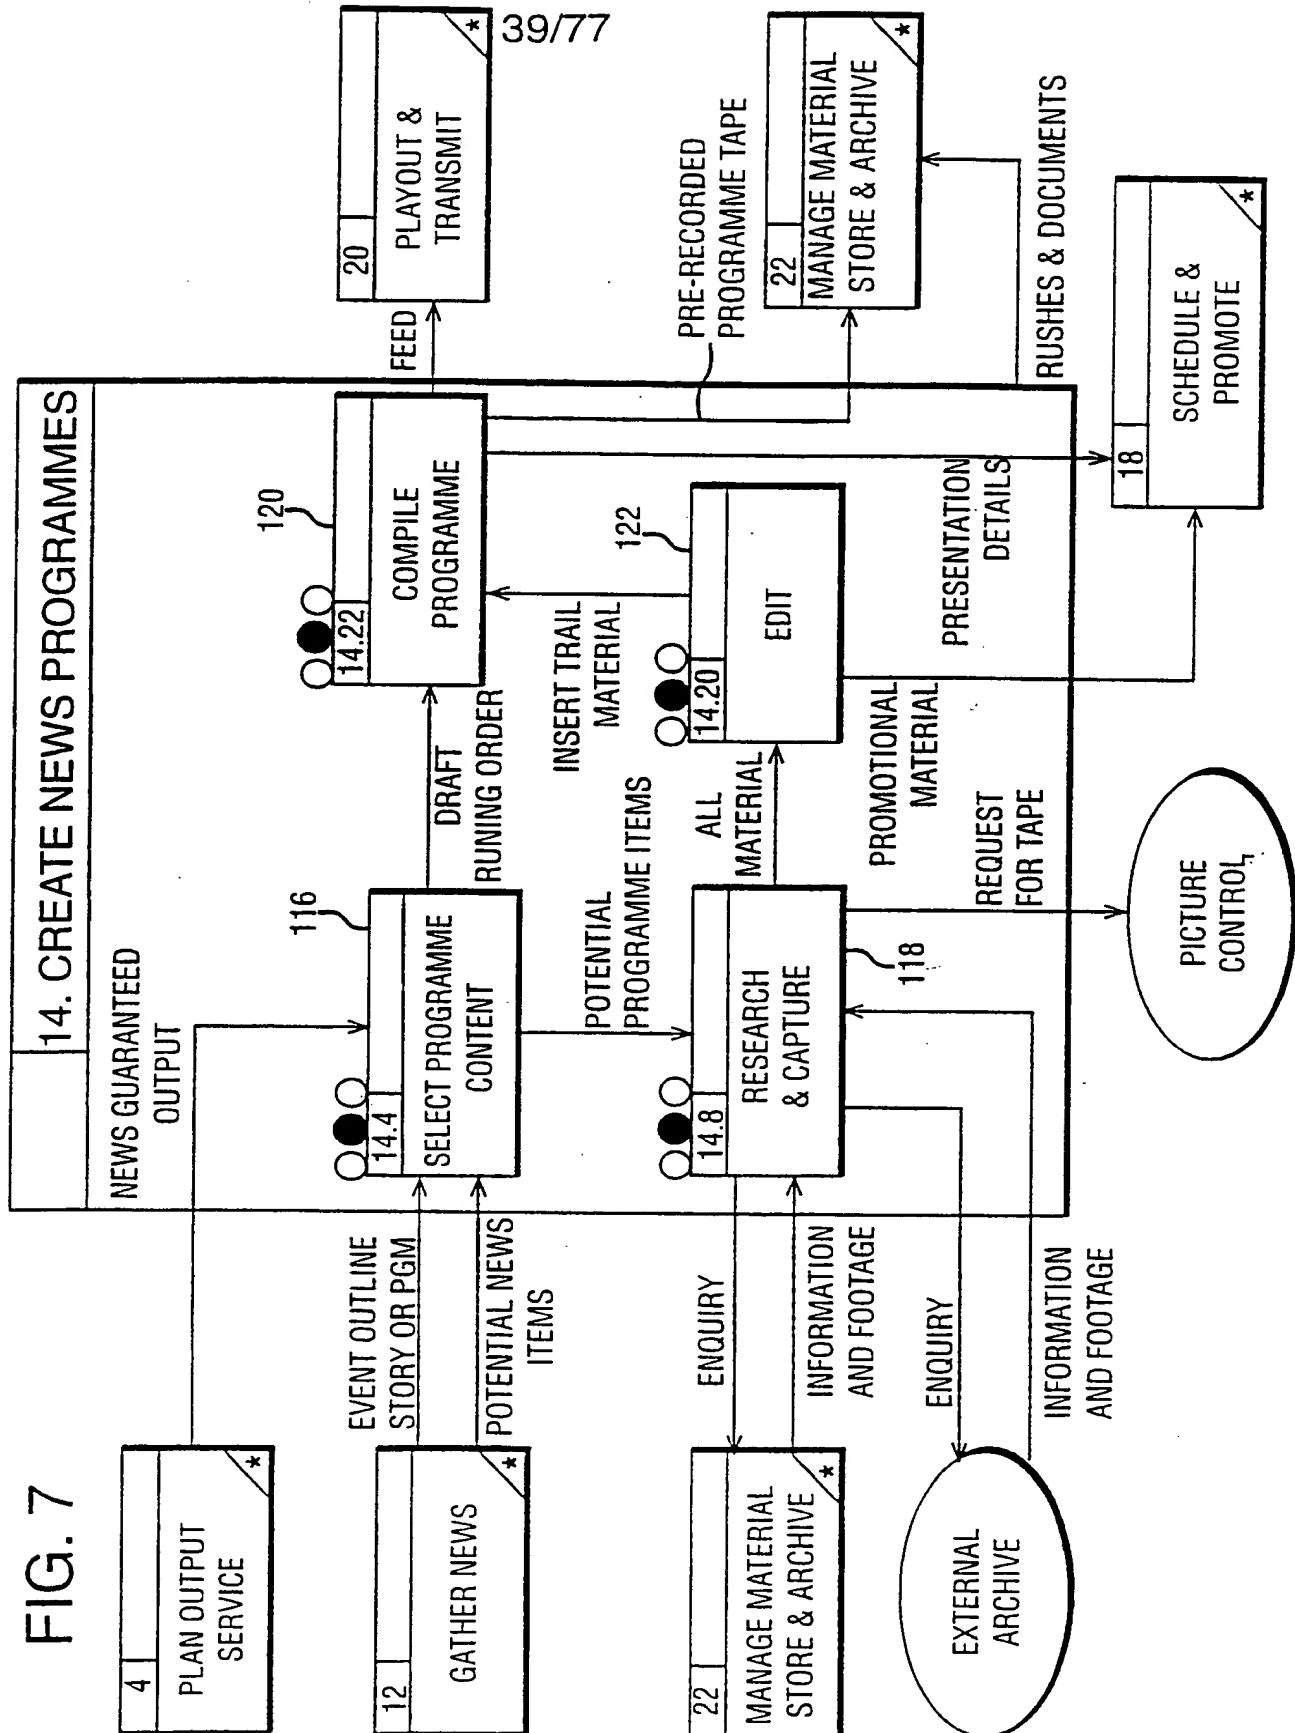 39/77
FIG. 7
14. CREATE NEWS PROGRAMMES
4
PLAN OUTPUT
SERVICE
*
NEWS GUARANTEED
OUTPUT
12
GATHER NEWS
*
EVENT OUTLINE
STORY OR PGM
POTENTIAL NEWS
ITEMS
116
14.4
SELECT PROGRAMME
CONTENT
DRAFT
RUNING ORDER
120
14.22
COMPILE
PROGRAMME
FEED
20
PLAYOUT &
TRANSMIT
*
POTENTIAL
PROGRAMME ITEMS
INSERT TRAIL
MATERIAL
PRE-RECORDED
PROGRAMME TAPE
22
MANAGE MATERIAL
STORE & ARCHIVE
*
22
MANAGE MATERIAL
STORE & ARCHIVE
*
ENQUIRY
INFORMATION
AND FOOTAGE
14.8
RESEARCH
& CAPTURE
118
ALL
MATERIAL
122
14.20
EDIT
PROMOTIONAL
MATERIAL
PRESENTATION
DETAILS
RUSHES & DOCUMENTS
EXTERNAL
ARCHIVE
ENQUIRY
INFORMATION
AND FOOTAGE
REQUEST
FOR TAPE
PICTURE
CONTROL
18
SCHEDULE &
PROMOTE
*